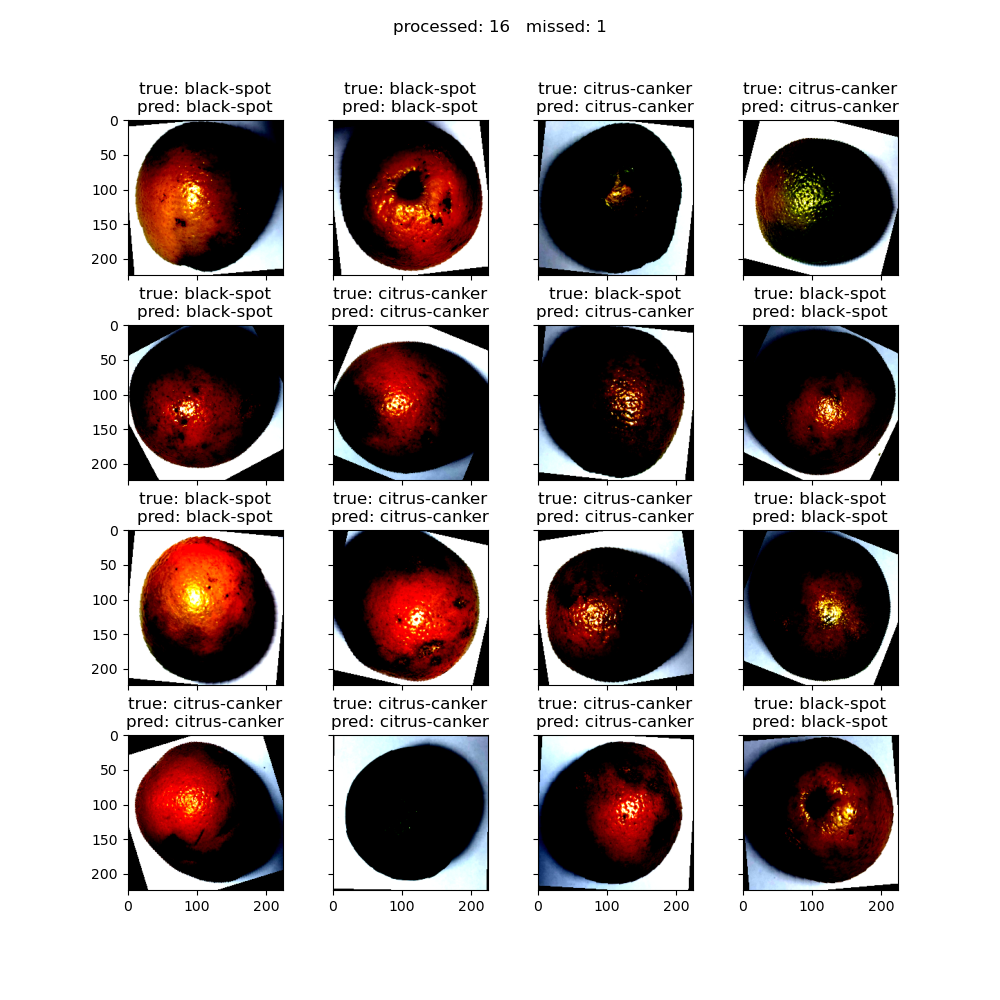 processed: 16   missed: 1
true: black-spot
pred: black-spot
true: black-spot
pred: black-spot
true: citrus-canker
pred: citrus-canker
true: citrus-canker
pred: citrus-canker
0
50
100
150
200
true: black-spot
pred: black-spot
true: citrus-canker
pred: citrus-canker
true: black-spot
pred: citrus-canker
true: black-spot
pred: black-spot
0
50
100
150
200
true: black-spot
pred: black-spot
true: citrus-canker
pred: citrus-canker
true: citrus-canker
pred: citrus-canker
true: black-spot
pred: black-spot
0
50
100
150
200
true: citrus-canker
pred: citrus-canker
true: citrus-canker
pred: citrus-canker
true: citrus-canker
pred: citrus-canker
true: black-spot
pred: black-spot
0
50
100
150
200
0 100 200
0 100 200
0 100 200
0 100 200